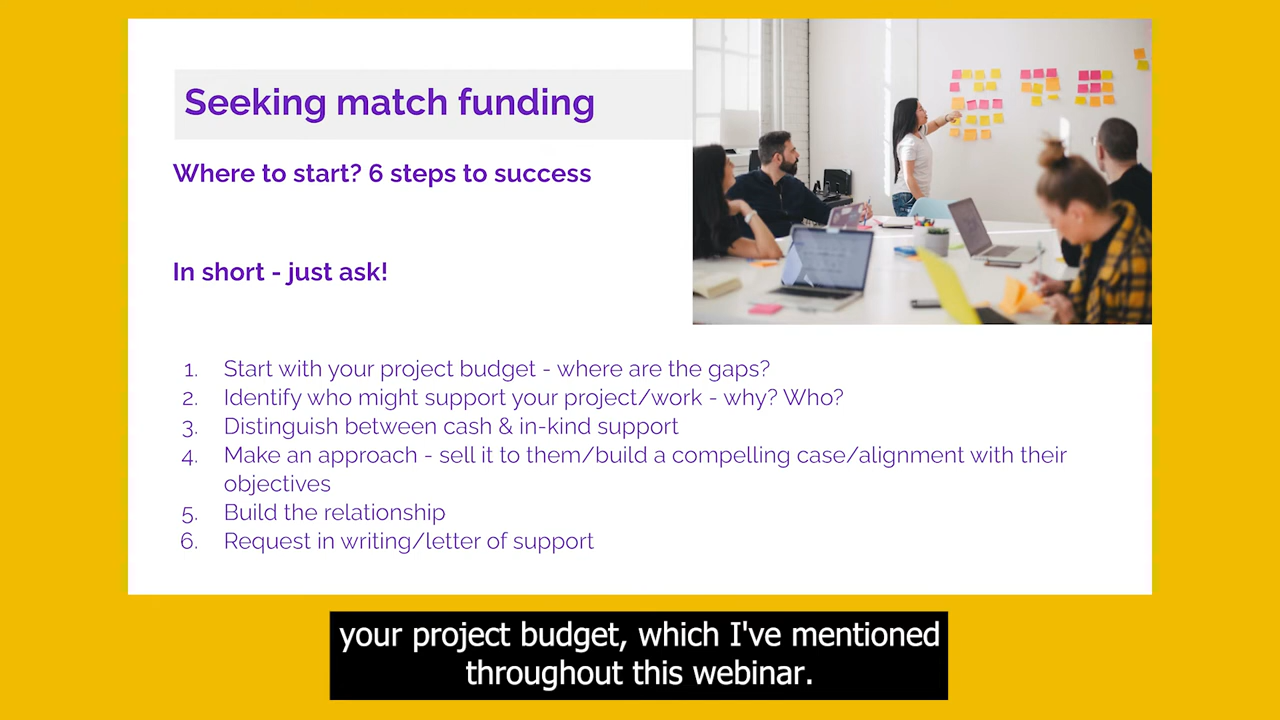 Seeking match funding
Where to start? 6 steps to success
In short - just ask!
1. Start with your project budget - where are the gaps?
2. Identify who might support your project/work - why? Who?
3. Distinguish between cash & in-kind support
4. Make an approach - sell it to them/build a compelling case/alignment with their
objectives
5. Build the relationship
6. Request in writing/letter of support
your project budget, which I've mentioned
throughout this webinar.